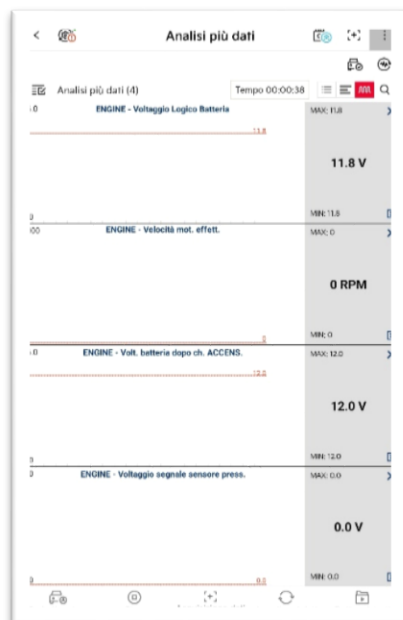 Analisi più dati
Analisi più dati (4) Tempo 00:00:38
ENGINE - Voltaggio Logico Batteria MAX: 11.8
11.8
11.8 V
MIN: 11.8
ENGINE - Velocità mot. effett. MAX: 0
0 RPM
0 MIN: 0
ENGINE - Volt. batteria dopo ch. ACCENS. MAX: 12.0
12.0
12.0 V
MIN: 12.0
ENGINE - Voltaggio segnale sensore press. MAX: 0.0
0.0 V
0.0 MIN: 0.0